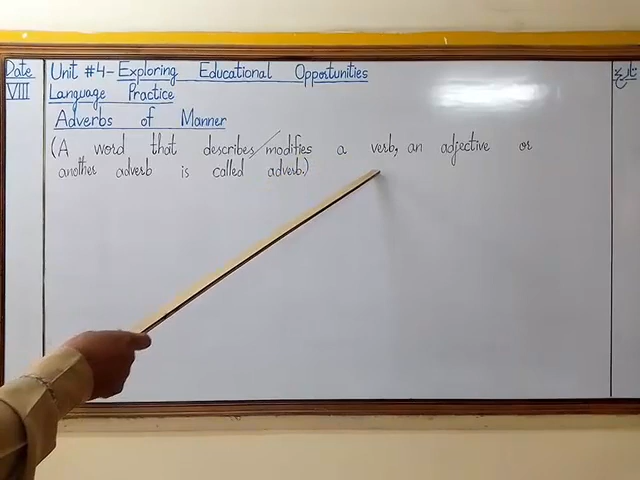 Date
VIII
Unit #4- Exploring Educational Opportunities
Language Practice
Adverbs of Manner
(A word that describes/modifies a verb, an adjective or
another adverb is called adverb.)
تاریخ